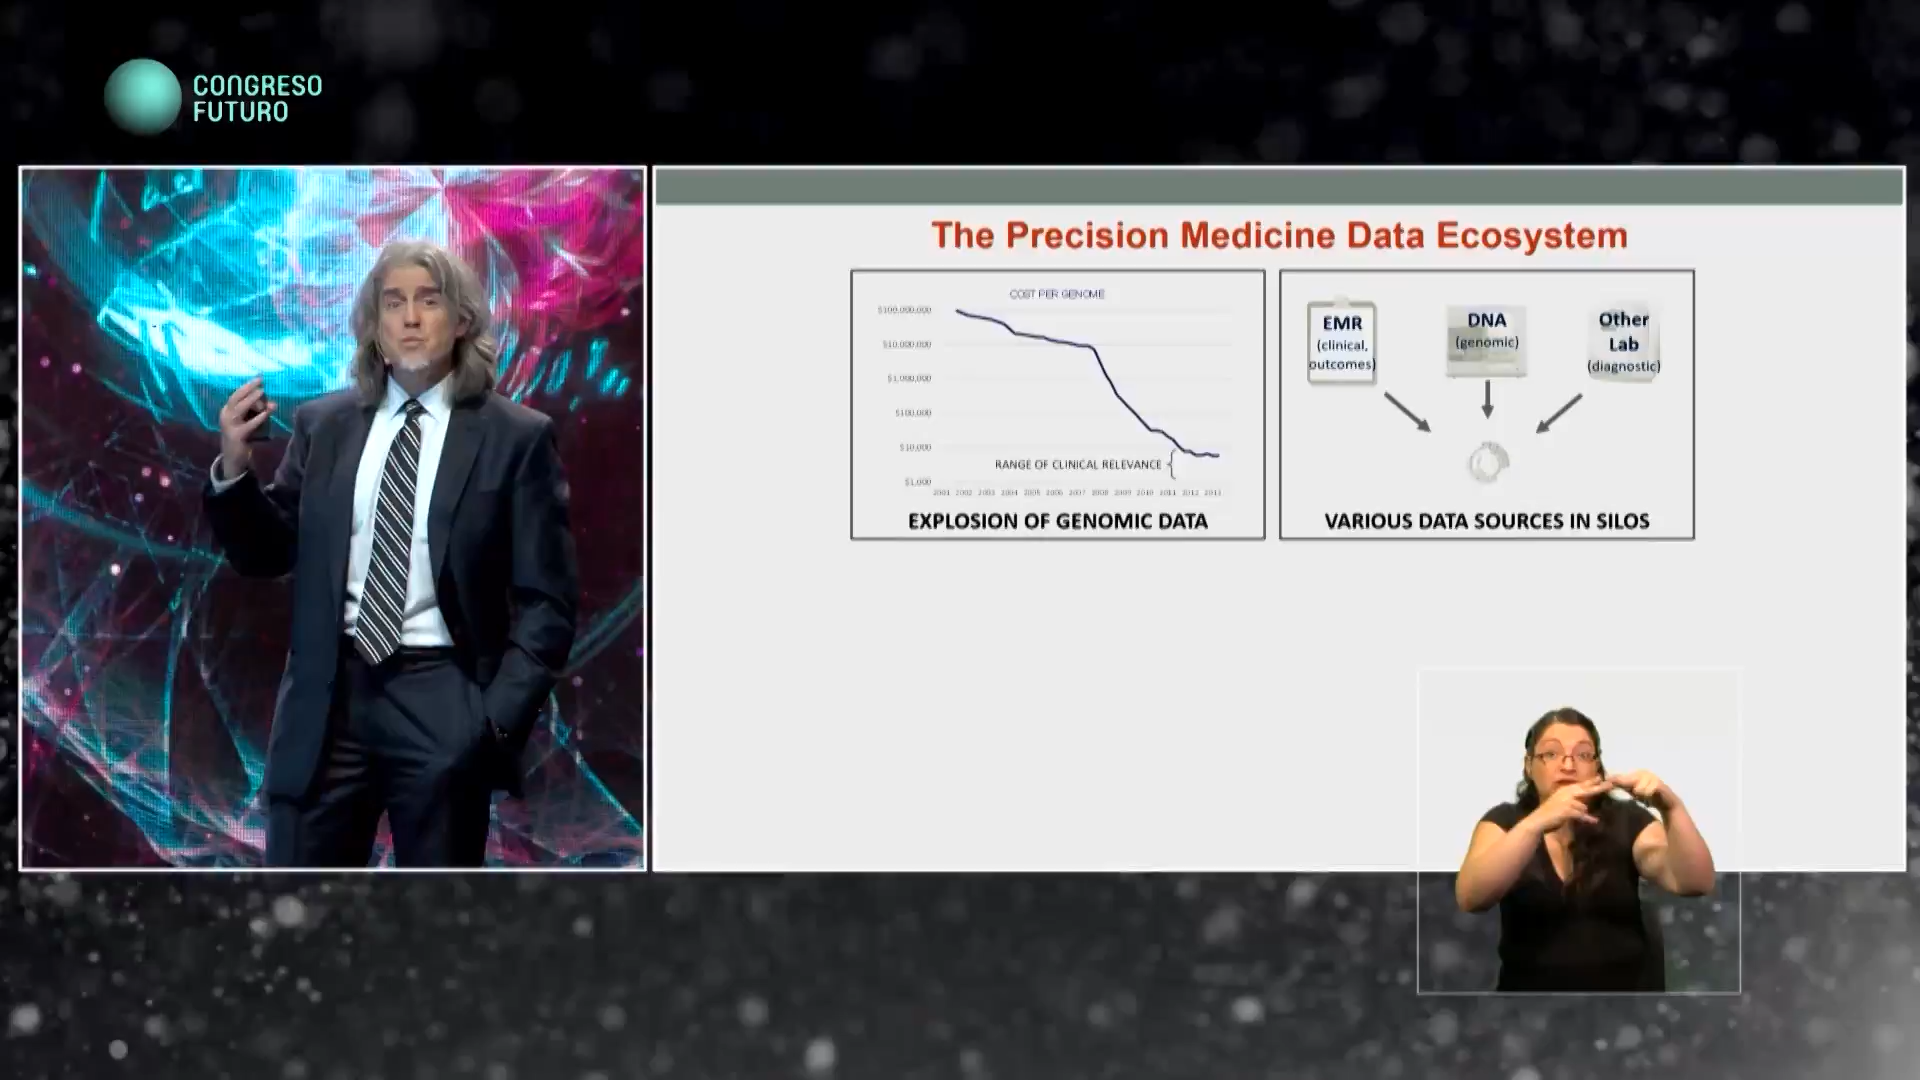 CONGRESO
FUTURO
The Precision Medicine Data Ecosystem
COST PER GENOME
$100,000,000
$10,000,000
$1,000,000
$100,000
$10,000
$1,000
RANGE OF CLINICAL RELEVANCE
2001 2002 2003 2004 2005 2006 2007 2008 2009 2010 2011 2012 2013
EXPLOSION OF GENOMIC DATA
EMR
(clinical,
outcomes)
DNA
(genomic)
Other
Lab
(diagnostic)
VARIOUS DATA SOURCES IN SILOS